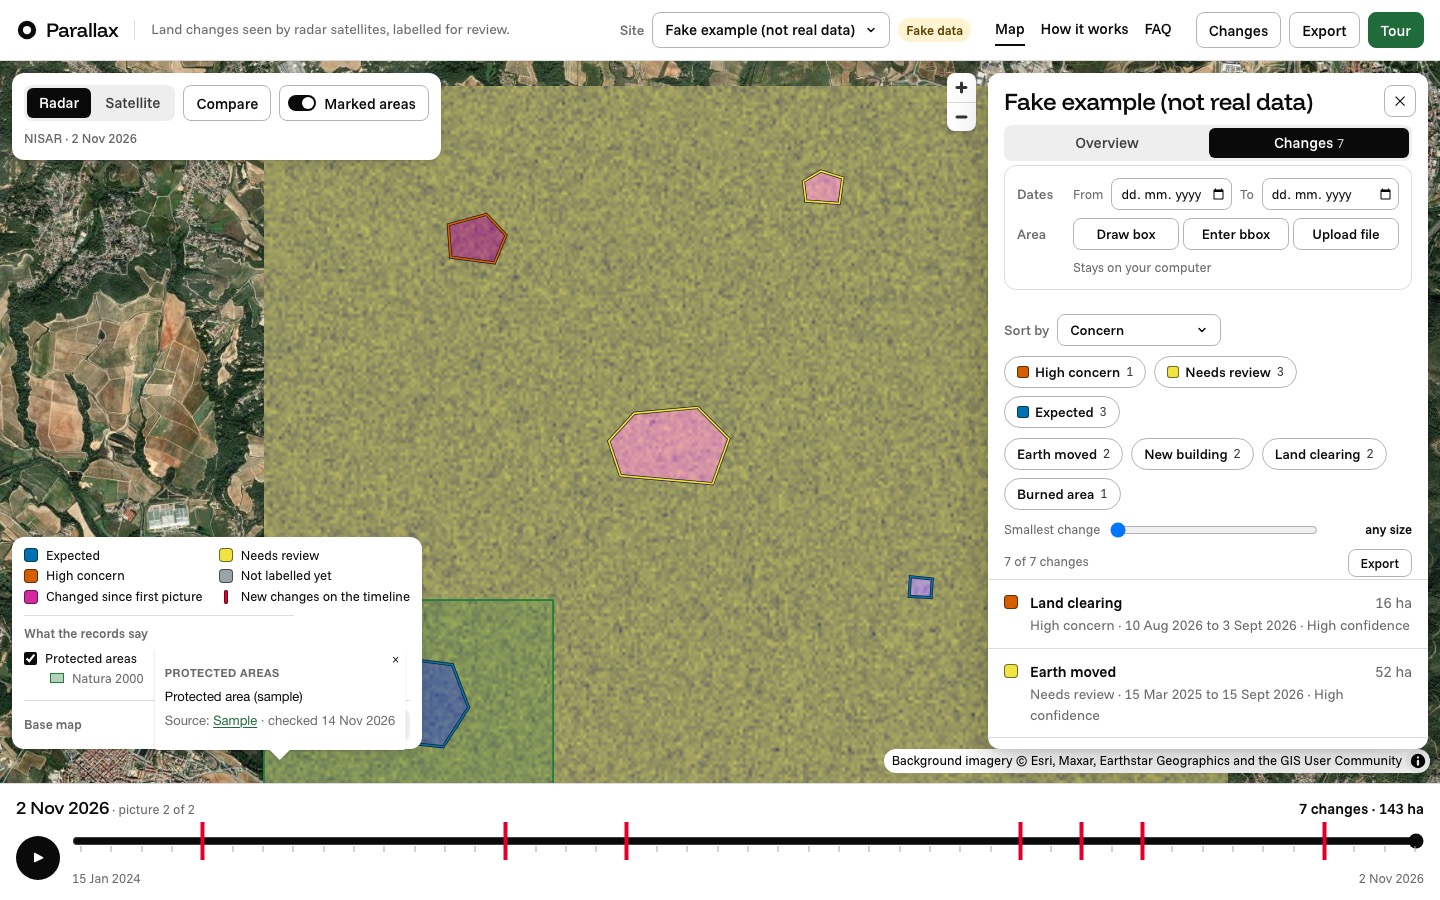 Parallax
Land changes seen by radar satellites, labelled for review.
Site
Fake example (not real data)
Fake data
Map
How it works
FAQ
Changes
Export
Tour
Radar
Satellite
Compare
Marked areas
NISAR · 2 Nov 2026
+
−
Fake example (not real data)
×
Overview
Changes 7
Dates
From
dd. mm. yyyy
To
dd. mm. yyyy
Area
Draw box
Enter bbox
Upload file
Stays on your computer
Sort by
Concern
High concern 1
Needs review 3
Expected 3
Earth moved 2
New building 2
Land clearing 2
Burned area 1
Smallest change
any size
7 of 7 changes
Export
Land clearing
16 ha
High concern · 10 Aug 2026 to 3 Sept 2026 · High confidence
Earth moved
52 ha
Needs review · 15 Mar 2025 to 15 Sept 2026 · High
confidence
Expected
Needs review
High concern
Not labelled yet
Changed since first picture
New changes on the timeline
What the records say
Protected areas
Natura 2000
Base map
PROTECTED AREAS
×
Protected area (sample)
Source: Sample · checked 14 Nov 2026
Background imagery © Esri, Maxar, Earthstar Geographics and the GIS User Community
2 Nov 2026 · picture 2 of 2
7 changes · 143 ha
15 Jan 2024
2 Nov 2026